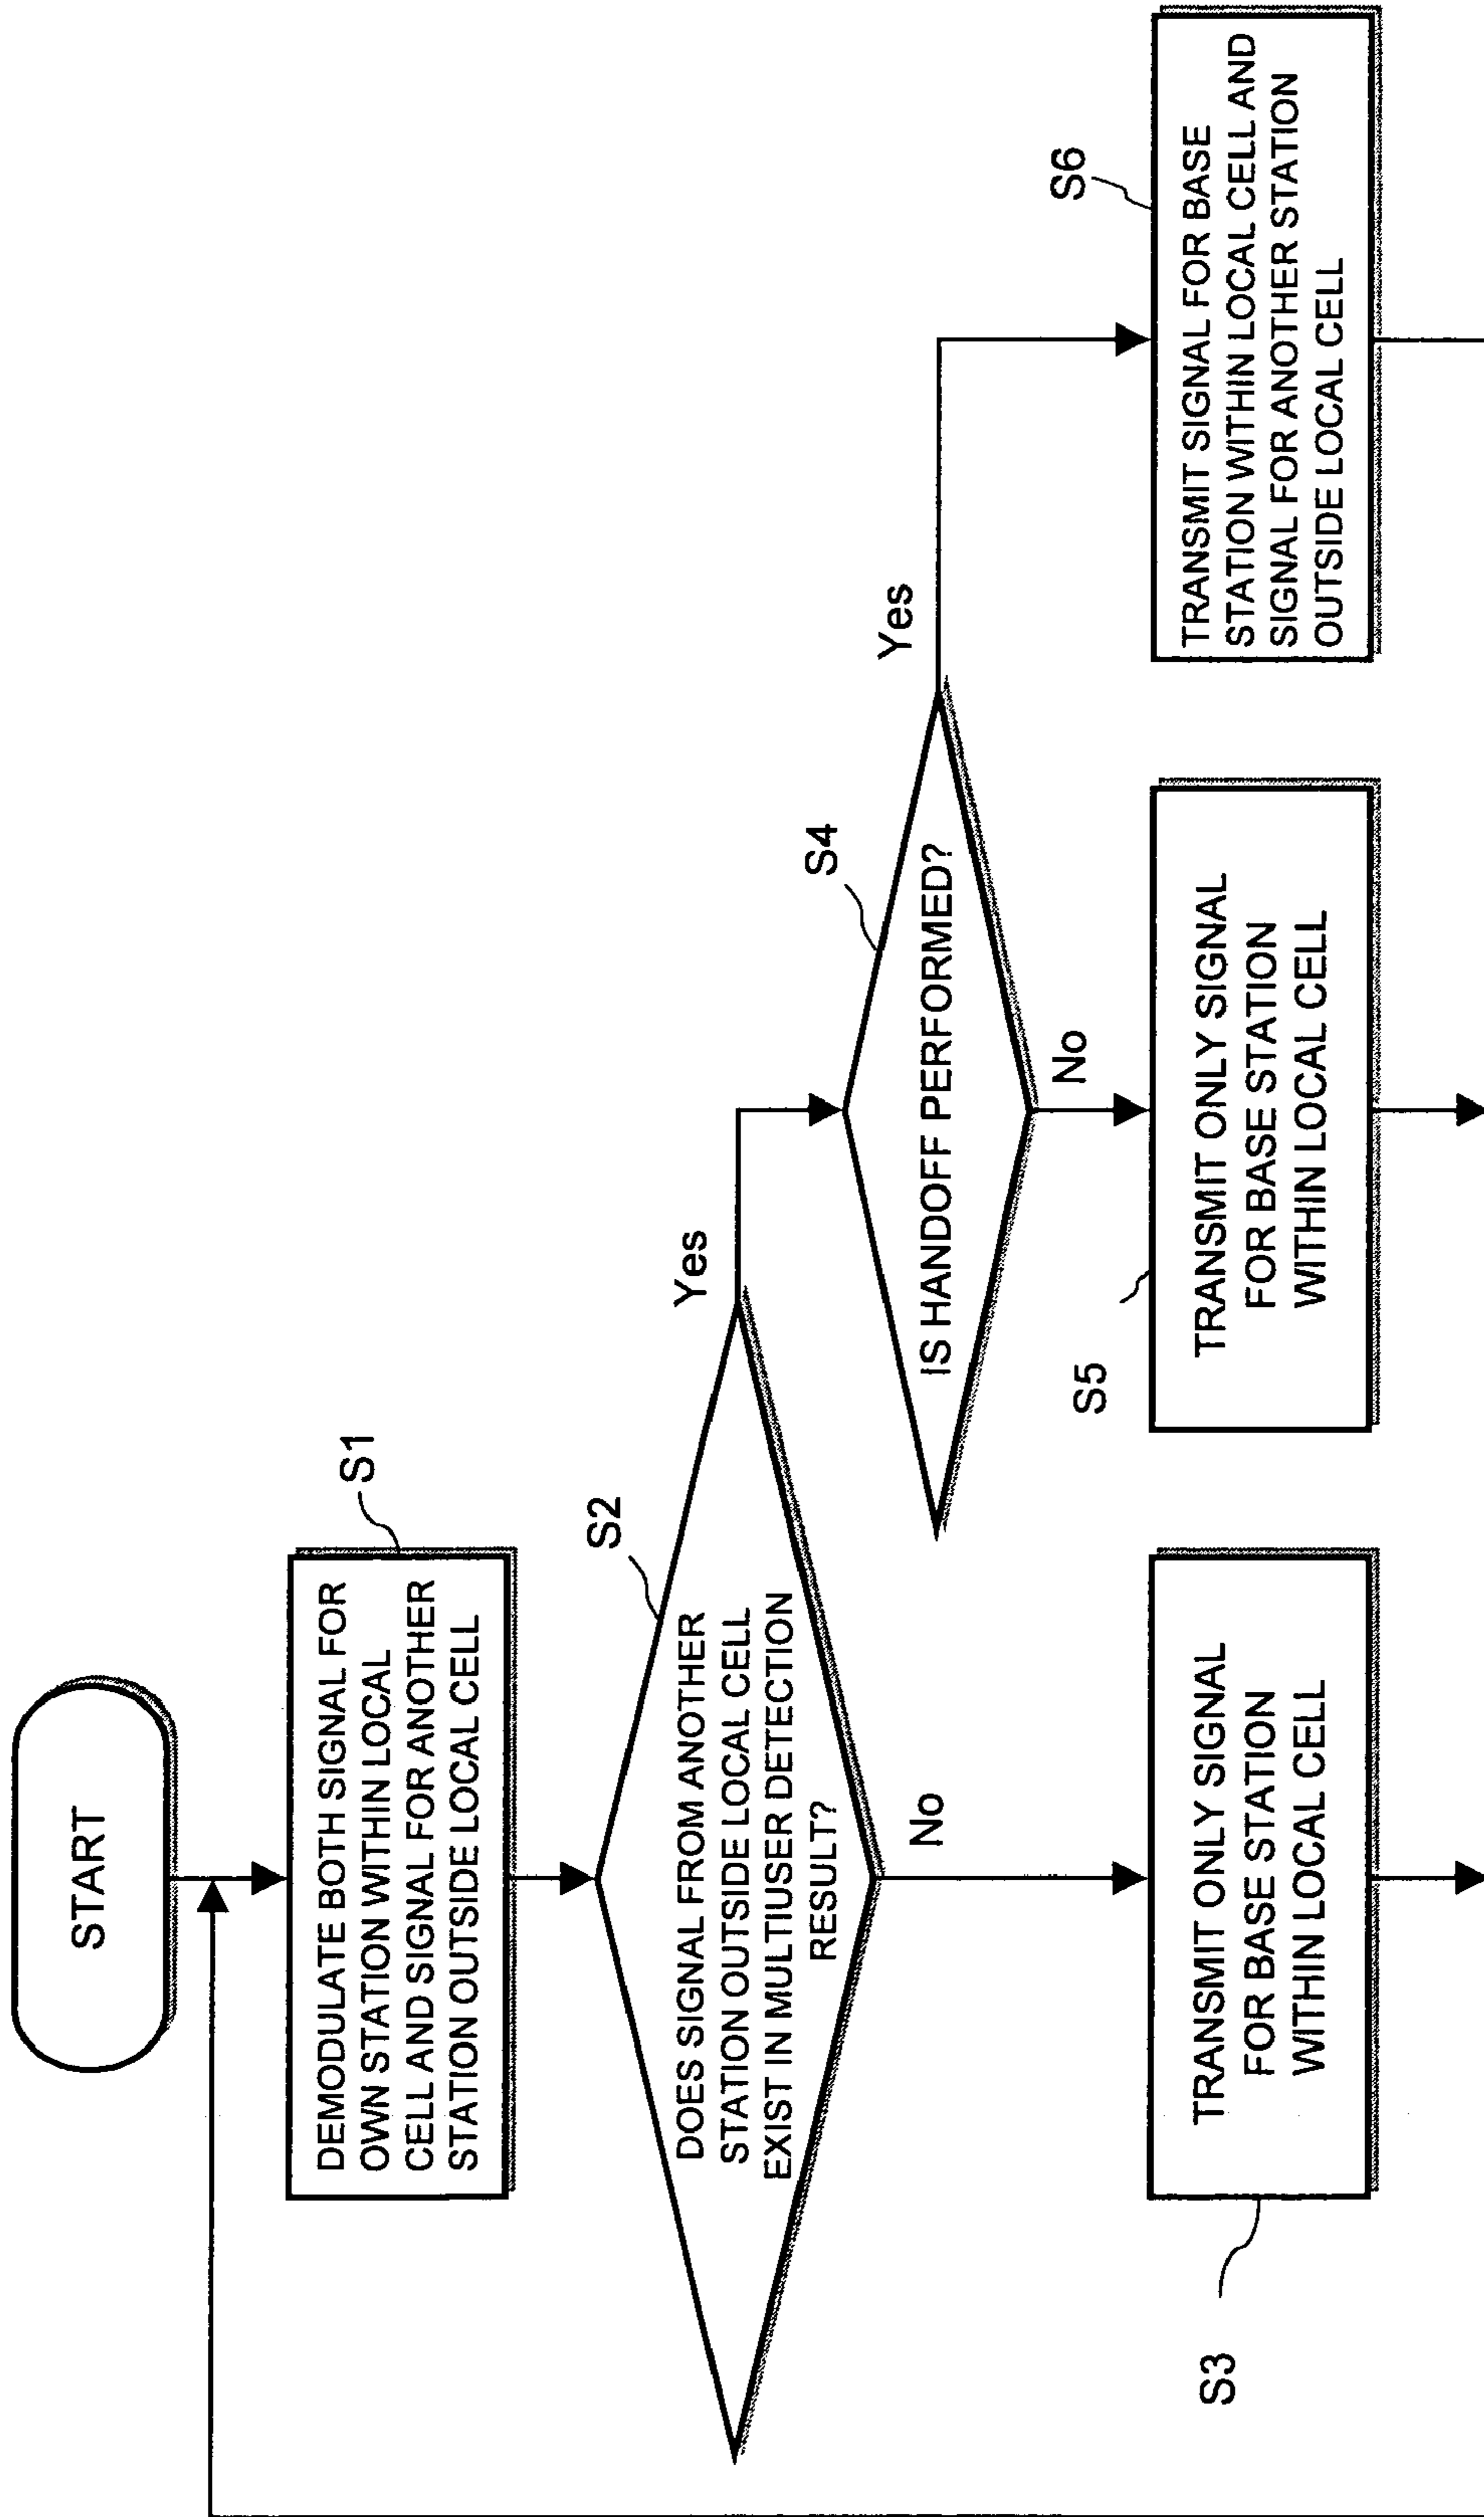 START
DEMODULATE BOTH SIGNAL FOR
OWN STATION WITHIN LOCAL
CELL AND SIGNAL FOR ANOTHER
STATION OUTSIDE LOCAL CELL
S1
DOES SIGNAL FROM ANOTHER
STATION OUTSIDE LOCAL CELL
EXIST IN MULTIUSER DETECTION
RESULT?
S2
Yes
No
IS HANDOFF PERFORMED?
S4
Yes
No
TRANSMIT ONLY SIGNAL
FOR BASE STATION
WITHIN LOCAL CELL
S3
TRANSMIT ONLY SIGNAL
FOR BASE STATION
WITHIN LOCAL CELL
S5
TRANSMIT SIGNAL FOR BASE
STATION WITHIN LOCAL CELL AND
SIGNAL FOR ANOTHER STATION
OUTSIDE LOCAL CELL
S6